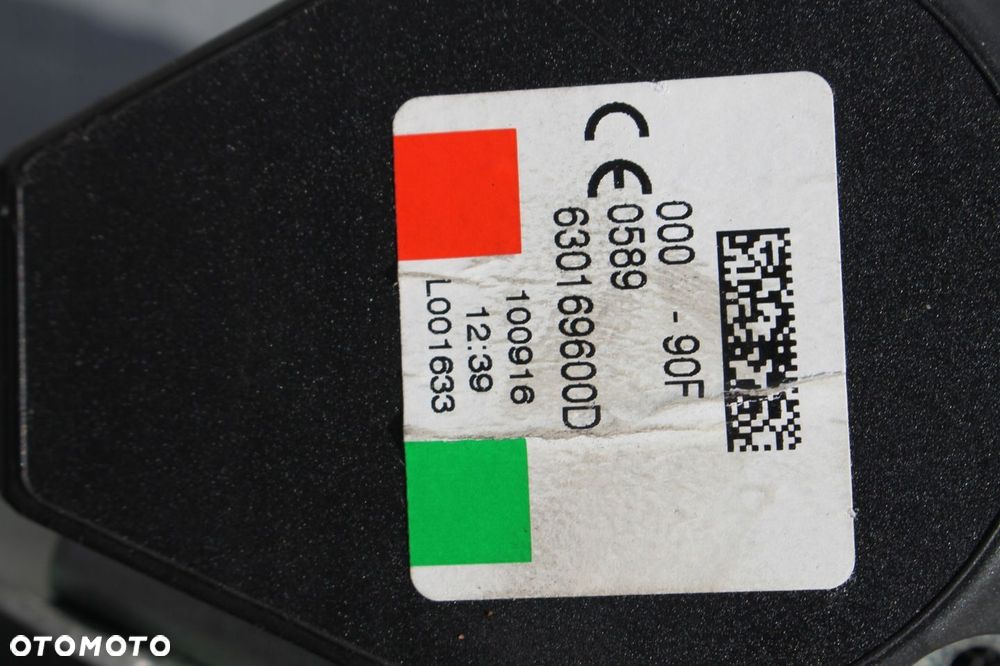 000 - 90F
CE 0589
630169600D
100916
12:39
L001633
OTOMOTO